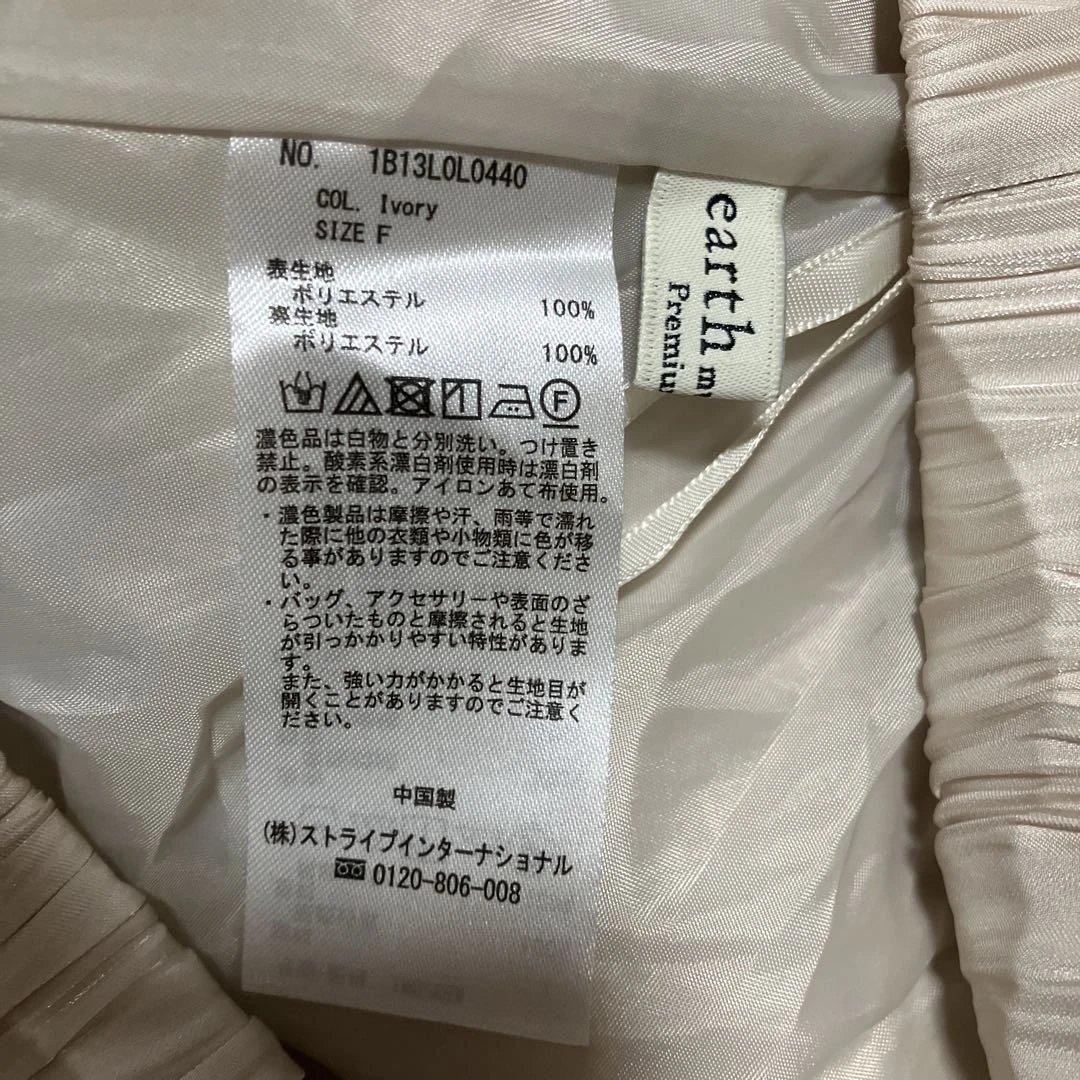 NO. 1B13L0L0440
COL. Ivory
SIZE F
表生地
ポリエステル 100%
裏生地
ポリエステル 100%
F
濃色品は白物と分別洗い。つけ置き
禁止。酸素系漂白剤使用時は漂白剤
の表示を確認。アイロンあて布使用。
・濃色製品は摩擦や汗、雨等で濡れ
た際に他の衣類や小物類に色が移
る事がありますのでご注意くださ
い。
・バッグ、アクセサリーや表面のざ
らついたものと摩擦されると生地
が引っかかりやすい特性がありま
す。
また、強い力がかかると生地目が
開くことがありますのでご注意く
ださい。
中国製
(株)ストライプインターナショナル
0120-806-008
earth m
Premiu